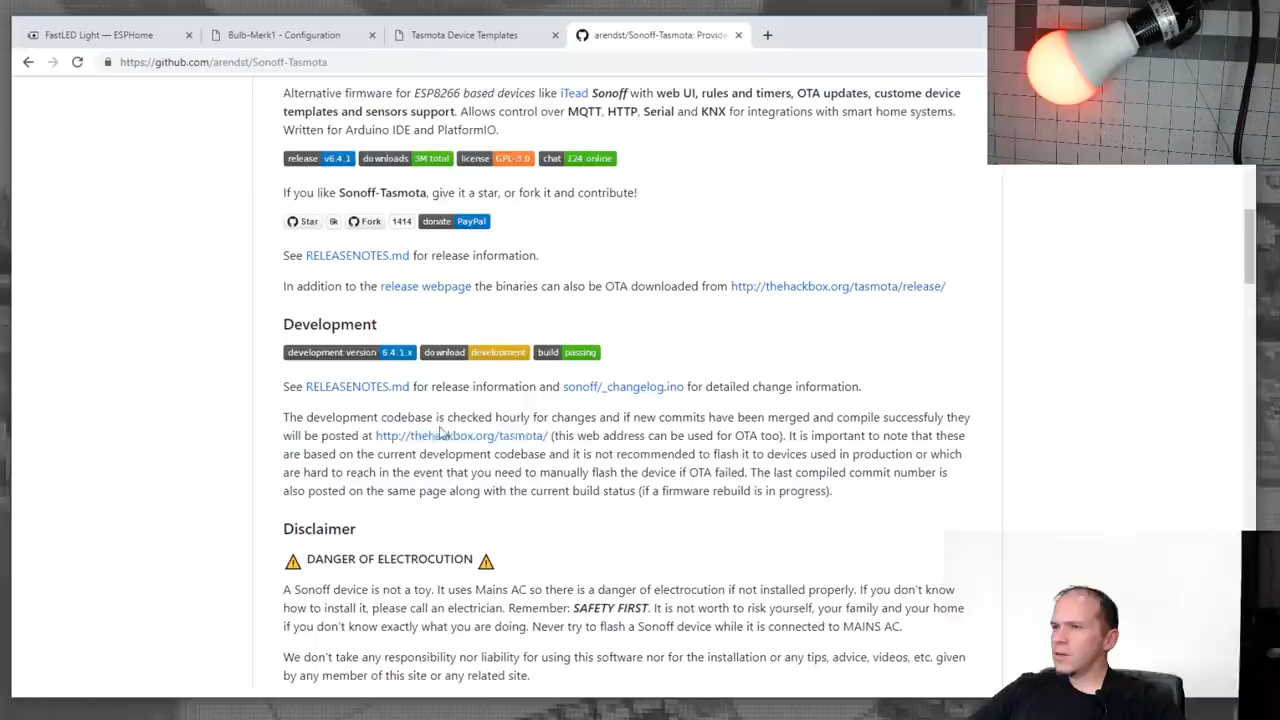 FastLED Light — ESPHome
Bulb-Merk1 - Configuration
Tasmota Device Templates
arendst/Sonoff-Tasmota: Provide
https://github.com/arendst/Sonoff-Tasmota
Alternative firmware for ESP8266 based devices like iTead Sonoff with web UI, rules and timers, OTA updates, custome device
templates and sensors support. Allows control over MQTT, HTTP, Serial and KNX for integrations with smart home systems.
Written for Arduino IDE and PlatformIO.
release v6.4.1 downloads 3M total license GPL-3.0 chat 124 online
If you like Sonoff-Tasmota, give it a star, or fork it and contribute!
Star 6k Fork 1414 donate PayPal
See RELEASENOTES.md for release information.
In addition to the release webpage the binaries can also be OTA downloaded from http://thehackbox.org/tasmota/release/
Development
development version 6.4.1.x download development build passing
See RELEASENOTES.md for release information and sonoff/_changelog.ino for detailed change information.
The development codebase is checked hourly for changes and if new commits have been merged and compile successfuly they
will be posted at http://thehackbox.org/tasmota/ (this web address can be used for OTA too). It is important to note that these
are based on the current development codebase and it is not recommended to flash it to devices used in production or which
are hard to reach in the event that you need to manually flash the device if OTA failed. The last compiled commit number is
also posted on the same page along with the current build status (if a firmware rebuild is in progress).
Disclaimer
DANGER OF ELECTROCUTION
A Sonoff device is not a toy. It uses Mains AC so there is a danger of electrocution if not installed properly. If you don't know
how to install it, please call an electrician. Remember: SAFETY FIRST. It is not worth to risk yourself, your family and your home
if you don't know exactly what you are doing. Never try to flash a Sonoff device while it is connected to MAINS AC.
We don't take any responsibility nor liability for using this software nor for the installation or any tips, advice, videos, etc. given
by any member of this site or any related site.